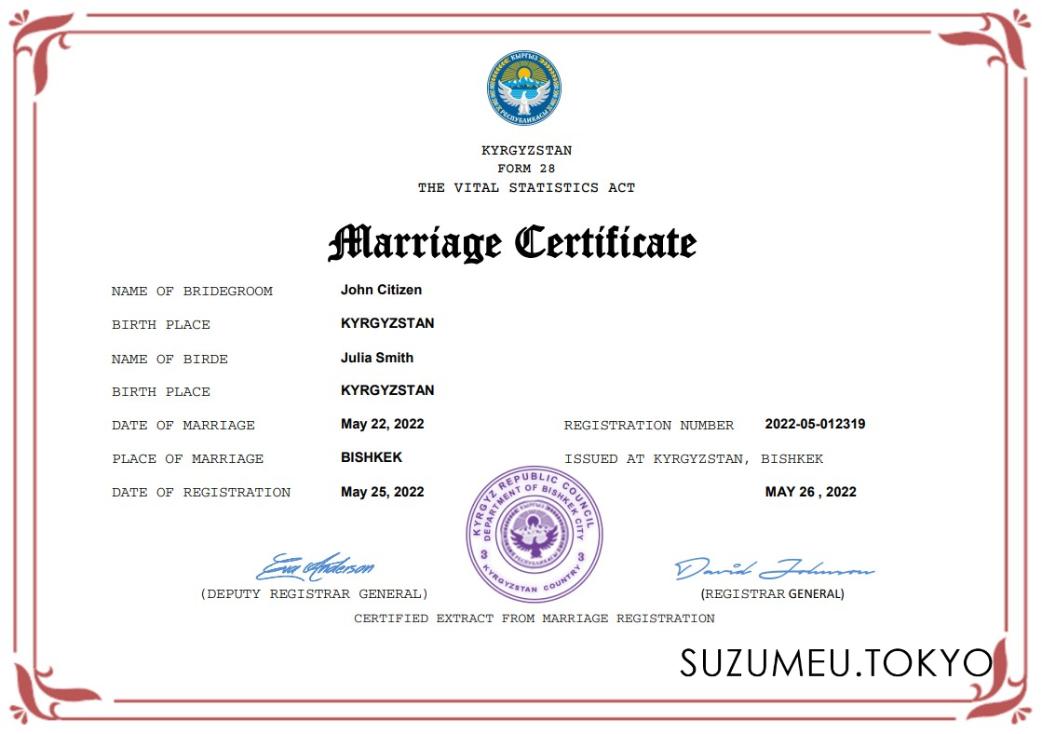 КЫРГЫЗ
РЕСПУБЛИКАСЫ
KYRGYZSTAN
FORM 28
THE VITAL STATISTICS ACT
Marriage Certificate
NAME OF BRIDEGROOM John Citizen
BIRTH PLACE KYRGYZSTAN
NAME OF BIRDE Julia Smith
BIRTH PLACE KYRGYZSTAN
DATE OF MARRIAGE May 22, 2022 REGISTRATION NUMBER 2022-05-012319
PLACE OF MARRIAGE BISHKEK ISSUED AT KYRGYZSTAN, BISHKEK
DATE OF REGISTRATION May 25, 2022 MAY 26 , 2022
KYRGYZ REPUBLIC COUNCIL
DEPARTMENT OF BISHKEK CITY
3 KYRGYZSTAN COUNTRY 3
Eva Anderson David Johnson
(DEPUTY REGISTRAR GENERAL) (REGISTRAR GENERAL)
CERTIFIED EXTRACT FROM MARRIAGE REGISTRATION
SUZUMEU.TOKYO